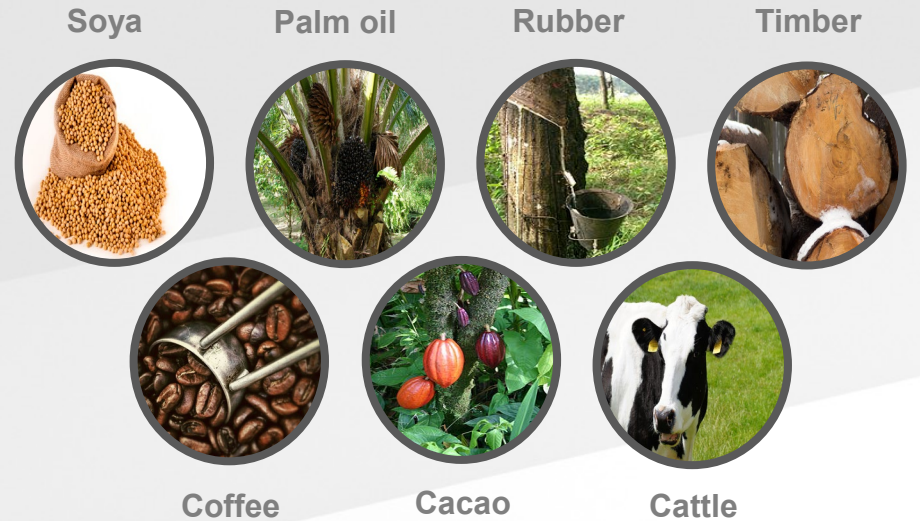 Soya
Palm oil
Rubber
Timber
Coffee
Cacao
Cattle